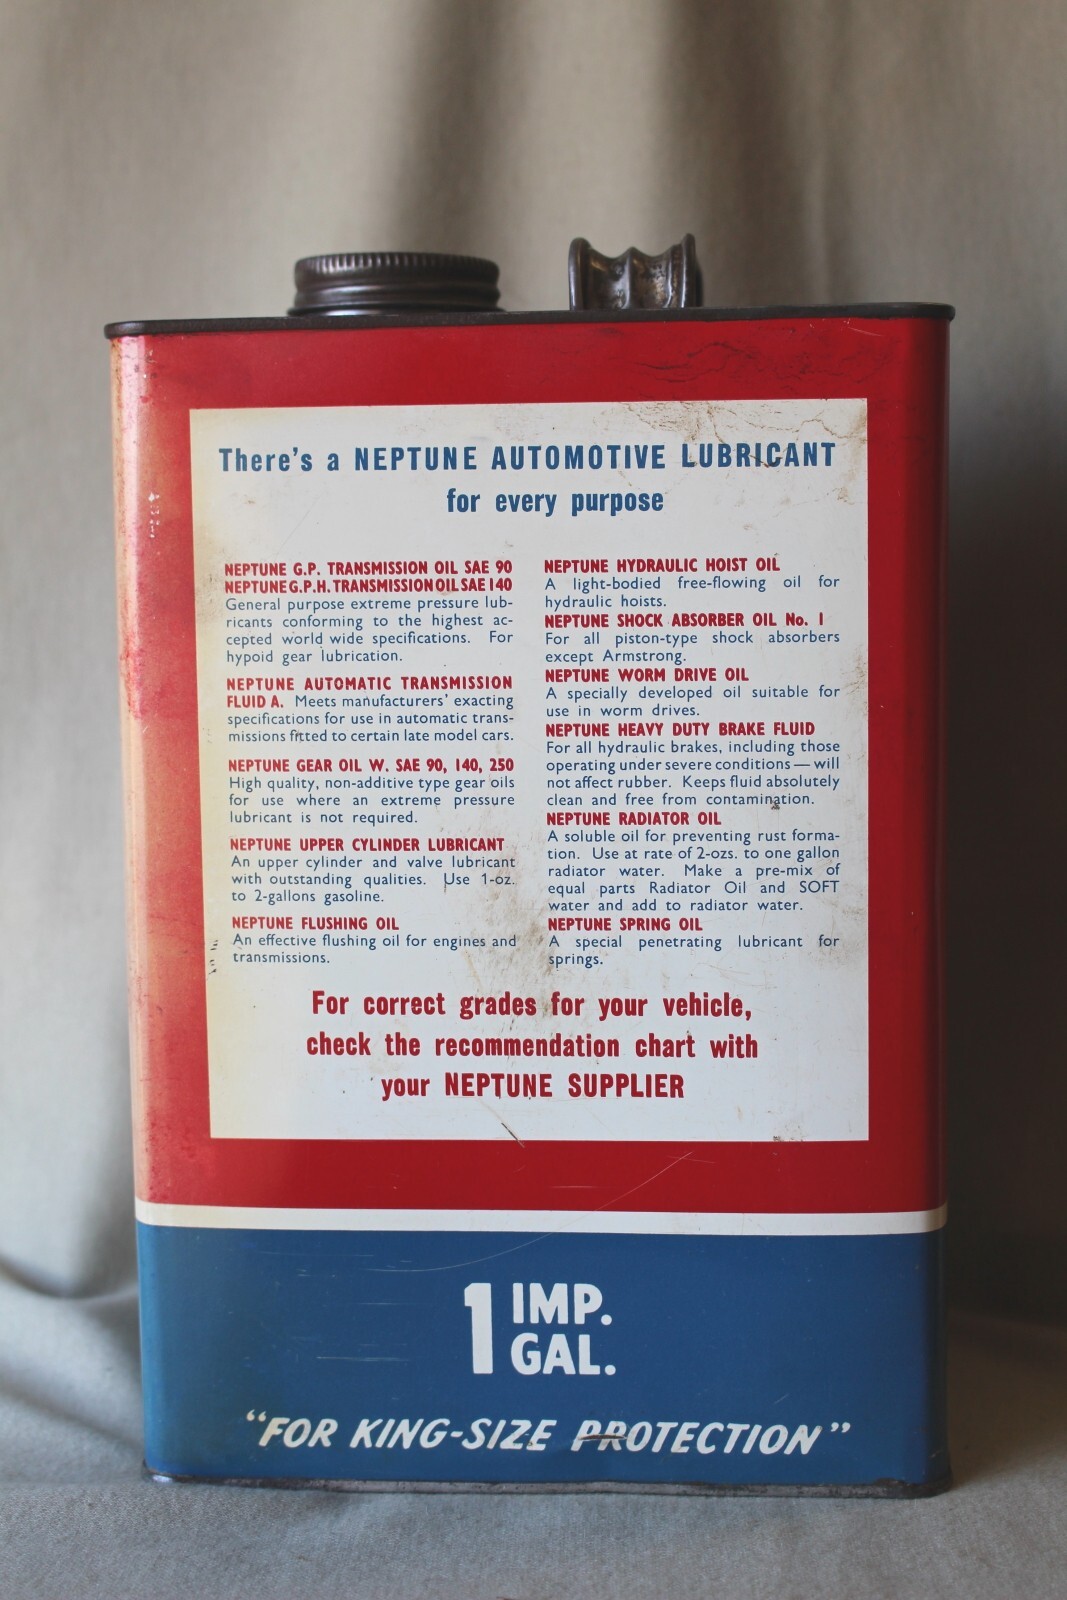 There's a NEPTUNE AUTOMOTIVE LUBRICANT
for every purpose
NEPTUNE G.P. TRANSMISSION OIL SAE 90
NEPTUNE G.P.H. TRANSMISSION OIL SAE 140
General purpose extreme pressure lub-
ricants conforming to the highest ac-
cepted world wide specifications. For
hypoid gear lubrication.
NEPTUNE AUTOMATIC TRANSMISSION
FLUID A. Meets manufacturers' exacting
specifications for use in automatic trans-
missions fitted to certain late model cars.
NEPTUNE GEAR OIL W. SAE 90, 140, 250
High quality, non-additive type gear oils
for use where an extreme pressure
lubricant is not required.
NEPTUNE UPPER CYLINDER LUBRICANT
An upper cylinder and valve lubricant
with outstanding qualities. Use 1-oz.
to 2-gallons gasoline.
NEPTUNE FLUSHING OIL
An effective flushing oil for engines and
transmissions.
NEPTUNE HYDRAULIC HOIST OIL
A light-bodied free-flowing oil for
hydraulic hoists.
NEPTUNE SHOCK ABSORBER OIL No. 1
For all piston-type shock absorbers
except Armstrong.
NEPTUNE WORM DRIVE OIL
A specially developed oil suitable for
use in worm drives.
NEPTUNE HEAVY DUTY BRAKE FLUID
For all hydraulic brakes, including those
operating under severe conditions — will
not affect rubber. Keeps fluid absolutely
clean and free from contamination.
NEPTUNE RADIATOR OIL
A soluble oil for preventing rust forma-
tion. Use at rate of 2-ozs. to one gallon
radiator water. Make a pre-mix of
equal parts Radiator Oil and SOFT
water and add to radiator water.
NEPTUNE SPRING OIL
A special penetrating lubricant for
springs.
For correct grades for your vehicle,
check the recommendation chart with
your NEPTUNE SUPPLIER
1 IMP.
GAL.
"FOR KING-SIZE PROTECTION"